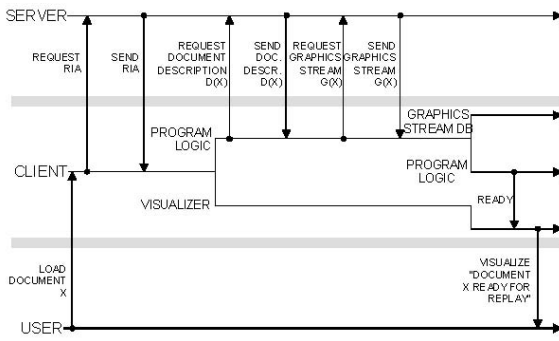 SERVER
REQUEST
RIA
SEND
RIA
REQUEST
DOCUMENT
DESCRIPTION
D(X)
SEND
DOC.
DESCR.
D(X)
REQUEST
GRAPHICS
STREAM
G(X)
SEND
GRAPHICS
STREAM
G(X)
GRAPHICS
STREAM DB
PROGRAM
LOGIC
CLIENT
PROGRAM
LOGIC
VISUALIZER
READY
LOAD
DOCUMENT
X
VISUALIZE
"DOCUMENT
X READY FOR
REPLAY"
USER